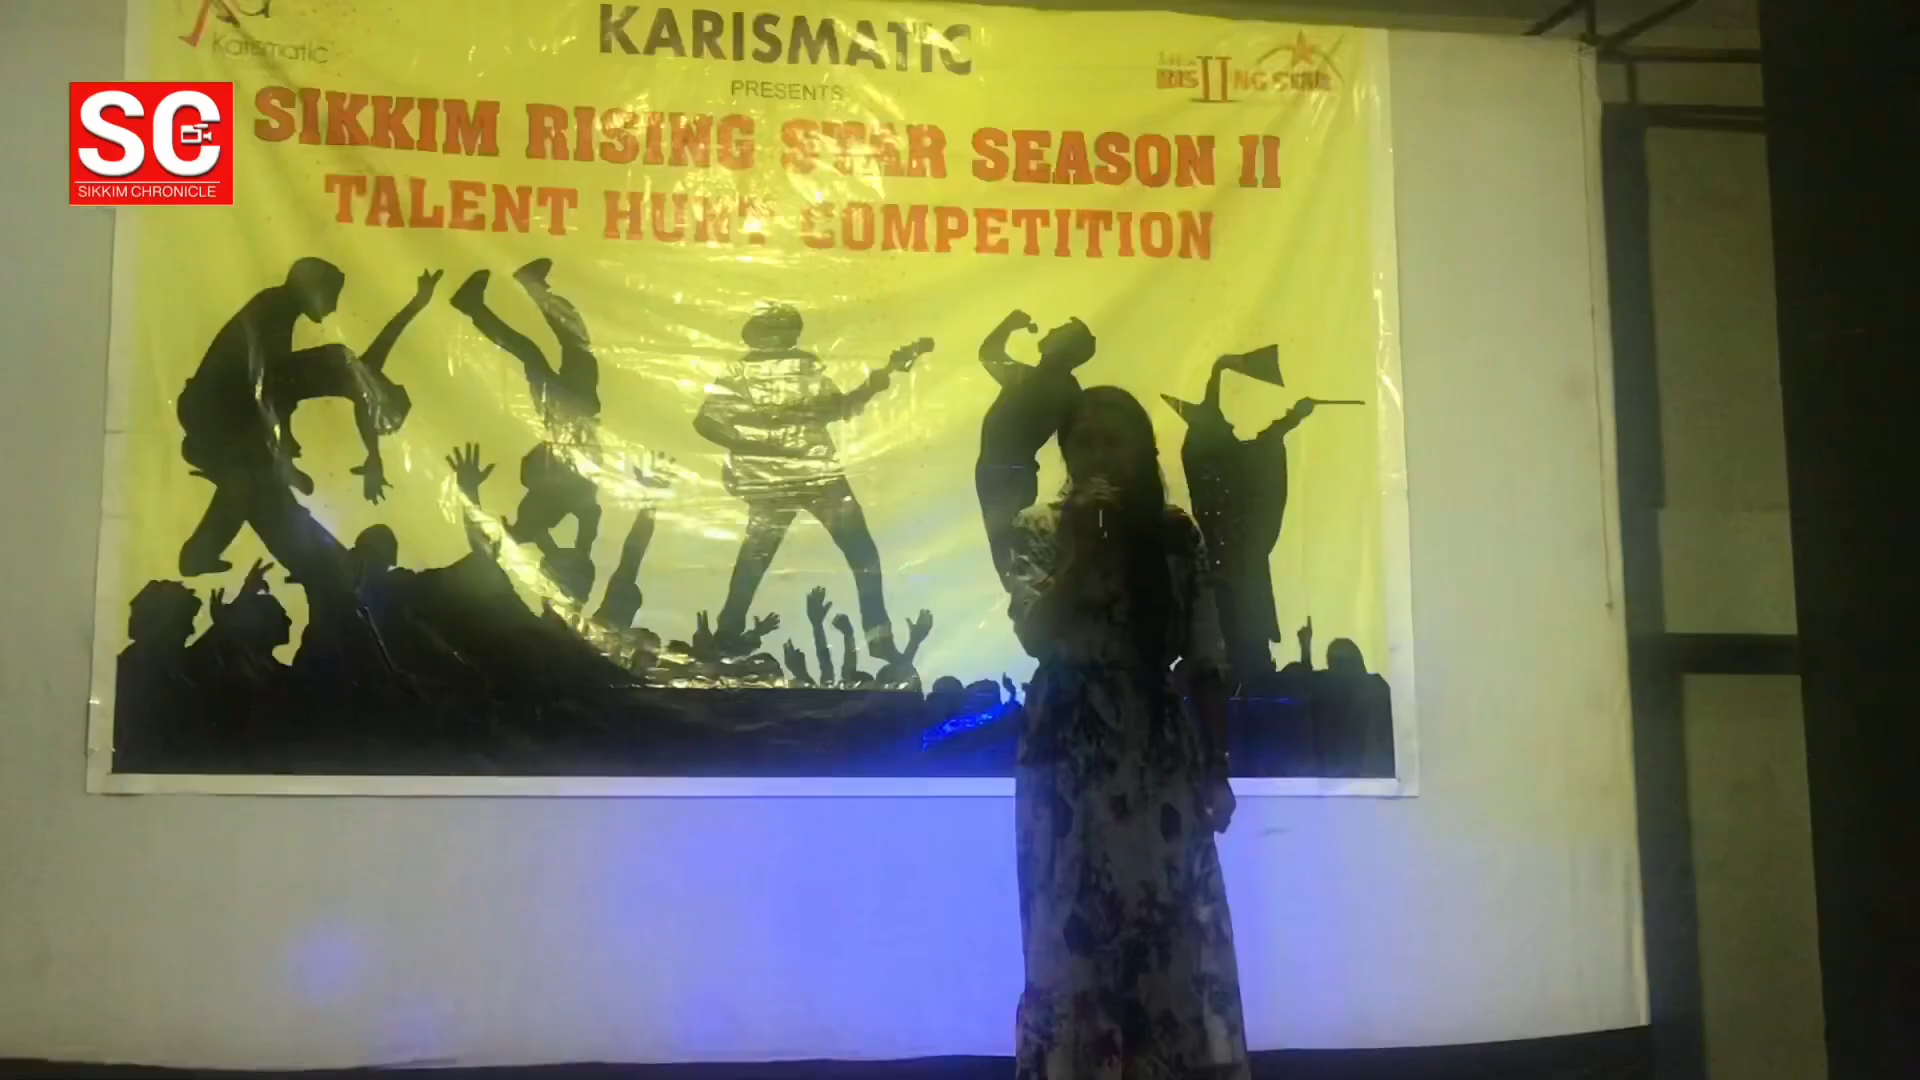 Karismatic
KARISMATIC
PRESENTS
SIKKIM RISING STAR SEASON II
TALENT HUNT COMPETITION
SC
SIKKIM CHRONICLE